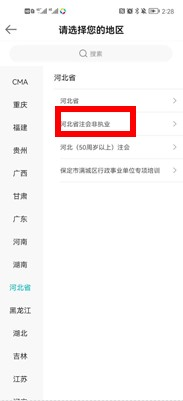 2:28
请选择您的地区
搜索
CMA
重庆
福建
贵州
广西
甘肃
广东
河南
湖南
河北省
黑龙江
湖北
吉林
江苏
河北省
河北省
河北省注会非执业
河北（50周岁以上）注会
保定市满城区行政事业单位专项培训